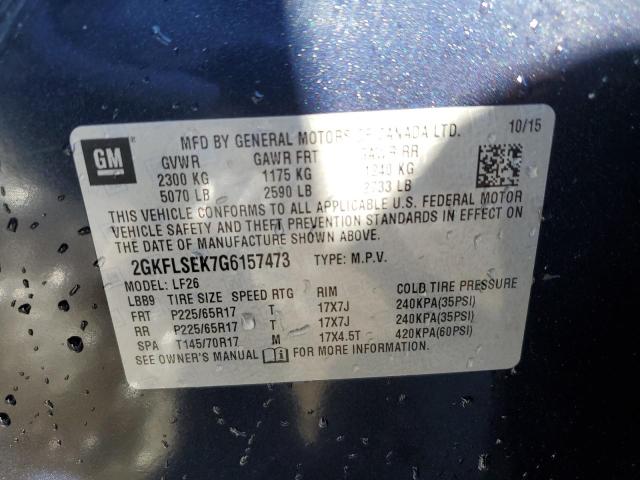 GM
MFD BY GENERAL MOTORS OF CANADA LTD. 10/15
GVWR GAWR FRT GAWR RR
2300 KG 1175 KG 1240 KG
5070 LB 2590 LB 2733 LB
THIS VEHICLE CONFORMS TO ALL APPLICABLE U.S. FEDERAL MOTOR
VEHICLE SAFETY AND THEFT PREVENTION STANDARDS IN EFFECT ON
THE DATE OF MANUFACTURE SHOWN ABOVE.
2GKFLSEK7G6157473 TYPE: M.P.V.
MODEL: LF26
LBB9 TIRE SIZE SPEED RTG RIM COLD TIRE PRESSURE
FRT P225/65R17 T 17X7J 240KPA(35PSI)
RR P225/65R17 T 17X7J 240KPA(35PSI)
SPA T145/70R17 M 17X4.5T 420KPA(60PSI)
SEE OWNER'S MANUAL FOR MORE INFORMATION.